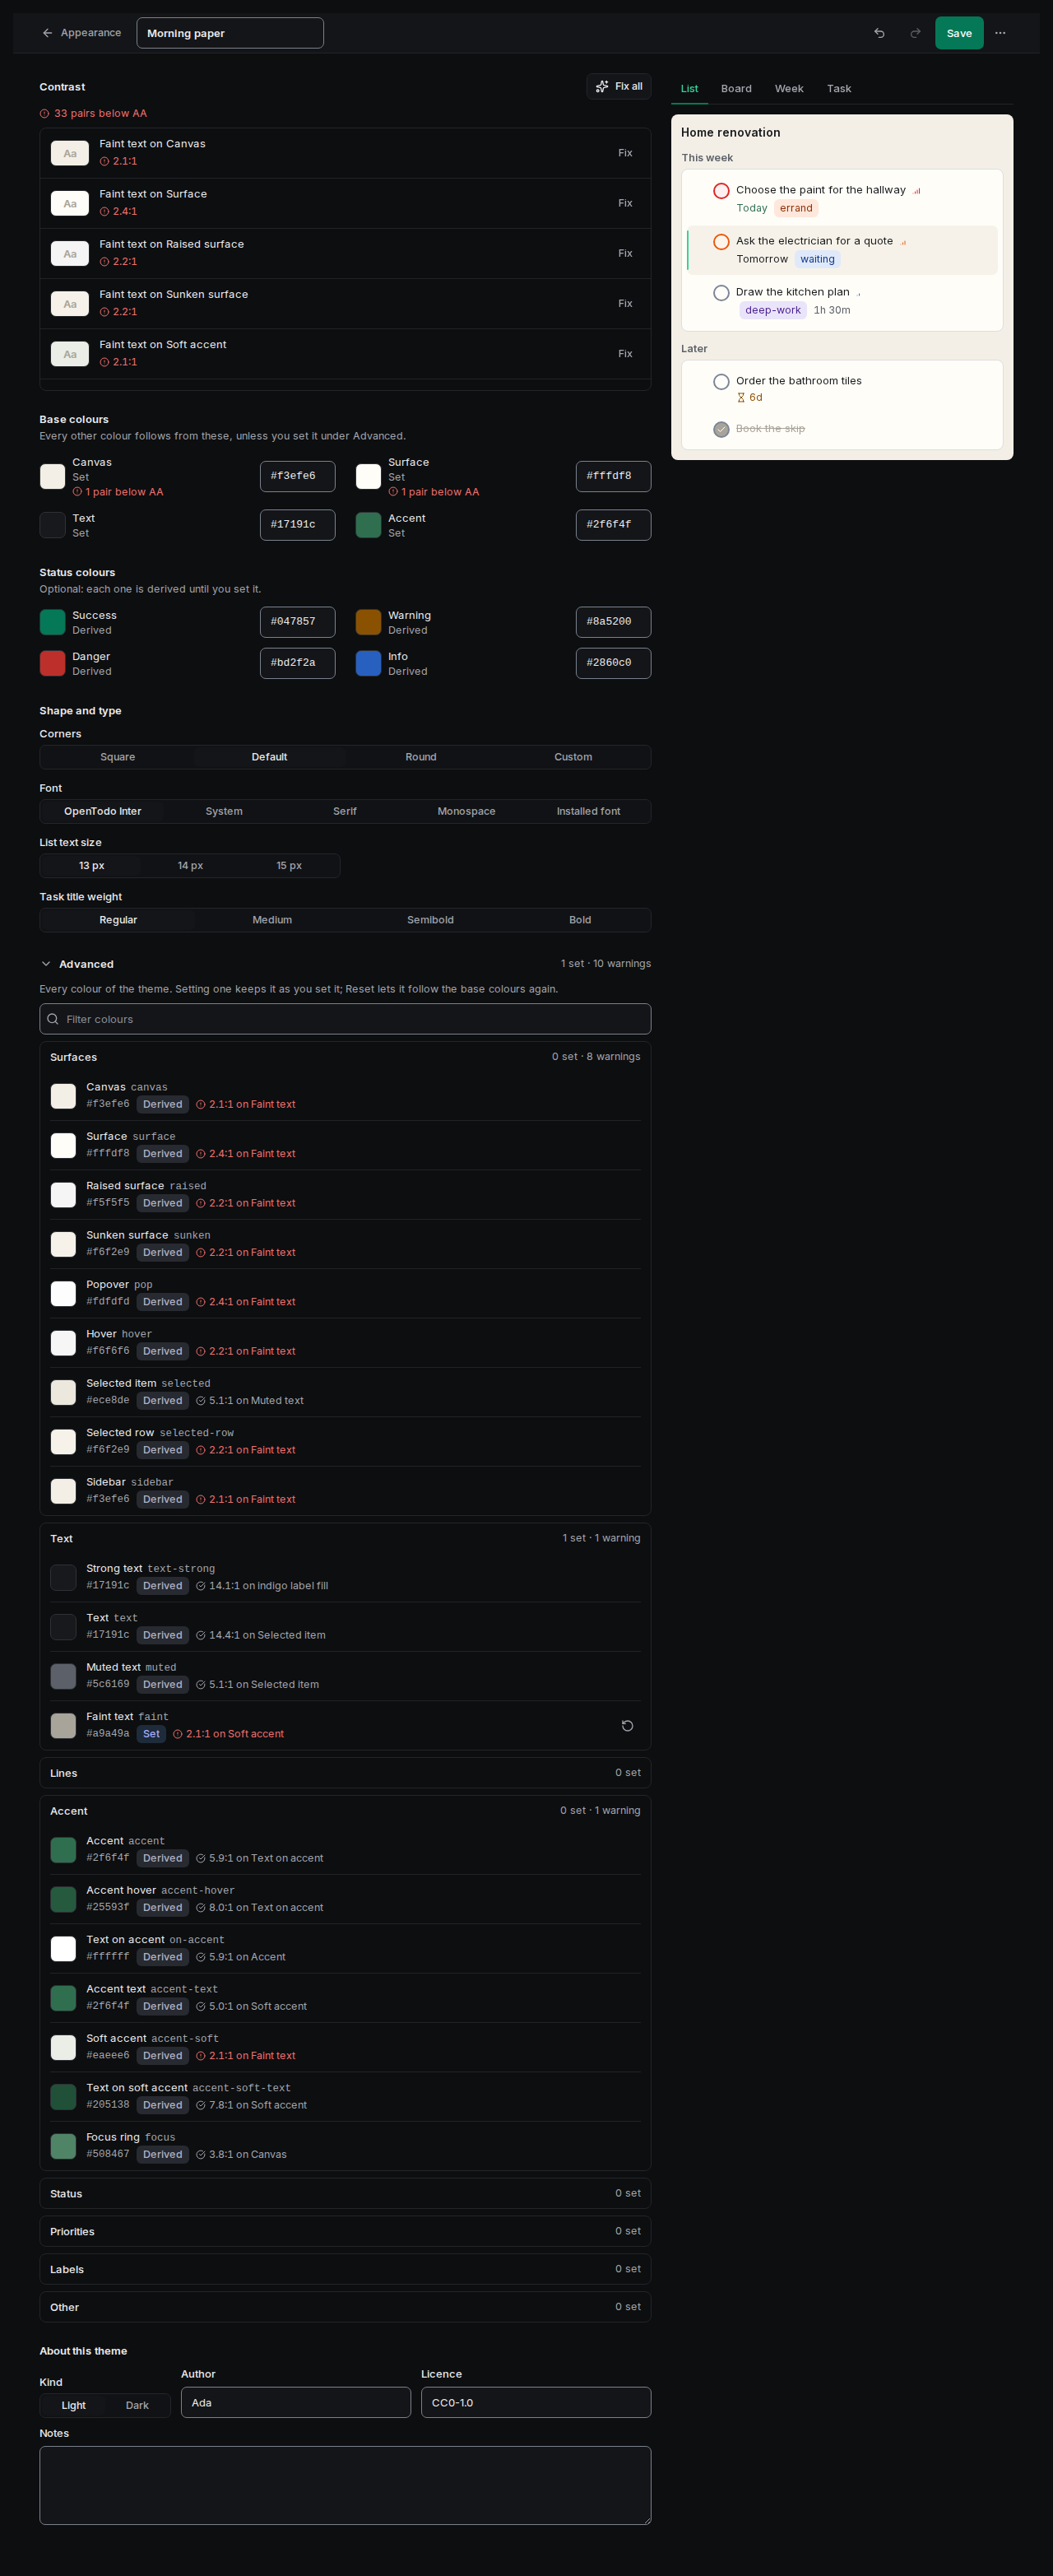 Appearance
Morning paper
Save
Contrast
Fix all
33 pairs below AA
Aa
Faint text on Canvas
2.1:1
Fix
Aa
Faint text on Surface
2.4:1
Fix
Aa
Faint text on Raised surface
2.2:1
Fix
Aa
Faint text on Sunken surface
2.2:1
Fix
Aa
Faint text on Soft accent
2.1:1
Fix
Base colours
Every other colour follows from these, unless you set it under Advanced.
Canvas
Set
1 pair below AA
#f3efe6
Surface
Set
1 pair below AA
#fffdf8
Text
Set
#17191c
Accent
Set
#2f6f4f
Status colours
Optional: each one is derived until you set it.
Success
Derived
#047857
Warning
Derived
#8a5200
Danger
Derived
#bd2f2a
Info
Derived
#2860c0
Shape and type
Corners
Square Default Round Custom
Font
OpenTodo Inter System Serif Monospace Installed font
List text size
13 px 14 px 15 px
Task title weight
Regular Medium Semibold Bold
Advanced
1 set · 10 warnings
Every colour of the theme. Setting one keeps it as you set it; Reset lets it follow the base colours again.
Filter colours
Surfaces
0 set · 8 warnings
Canvas canvas
#f3efe6 Derived 2.1:1 on Faint text
Surface surface
#fffdf8 Derived 2.4:1 on Faint text
Raised surface raised
#f5f5f5 Derived 2.2:1 on Faint text
Sunken surface sunken
#f6f2e9 Derived 2.2:1 on Faint text
Popover pop
#fdfdfd Derived 2.4:1 on Faint text
Hover hover
#f6f6f6 Derived 2.2:1 on Faint text
Selected item selected
#ece8de Derived 5.1:1 on Muted text
Selected row selected-row
#f6f2e9 Derived 2.2:1 on Faint text
Sidebar sidebar
#f3efe6 Derived 2.1:1 on Faint text
Text
1 set · 1 warning
Strong text text-strong
#17191c Derived 14.1:1 on Indigo label fill
Text text
#17191c Derived 14.4:1 on Selected item
Muted text muted
#5c6169 Derived 5.1:1 on Selected item
Faint text faint
#a9a49a Set 2.1:1 on Soft accent
Lines
0 set
Accent
0 set · 1 warning
Accent accent
#2f6f4f Derived 5.9:1 on Text on accent
Accent hover accent-hover
#25593f Derived 8.0:1 on Text on accent
Text on accent on-accent
#ffffff Derived 5.9:1 on Accent
Accent text accent-text
#2f6f4f Derived 5.0:1 on Soft accent
Soft accent accent-soft
#eaeee6 Derived 2.1:1 on Faint text
Text on soft accent accent-soft-text
#205138 Derived 7.8:1 on Soft accent
Focus ring focus
#508467 Derived 3.8:1 on Canvas
Status
0 set
Priorities
0 set
Labels
0 set
Other
0 set
About this theme
Kind
Light Dark
Author
Ada
Licence
CC0-1.0
Notes
List Board Week Task
Home renovation
This week
Choose the paint for the hallway
Today errand
Ask the electrician for a quote
Tomorrow waiting
Draw the kitchen plan
deep-work 1h 30m
Later
Order the bathroom tiles
6d
Book the skip